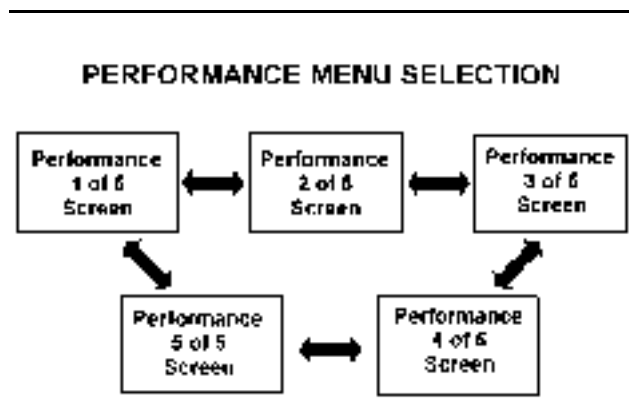 PERFORMANCE MENU SELECTION
Performance
1 of 5
Screen
Performance
2 of 5
Screen
Performance
3 of 5
Screen
Performance
5 of 5
Screen
Performance
4 of 5
Screen